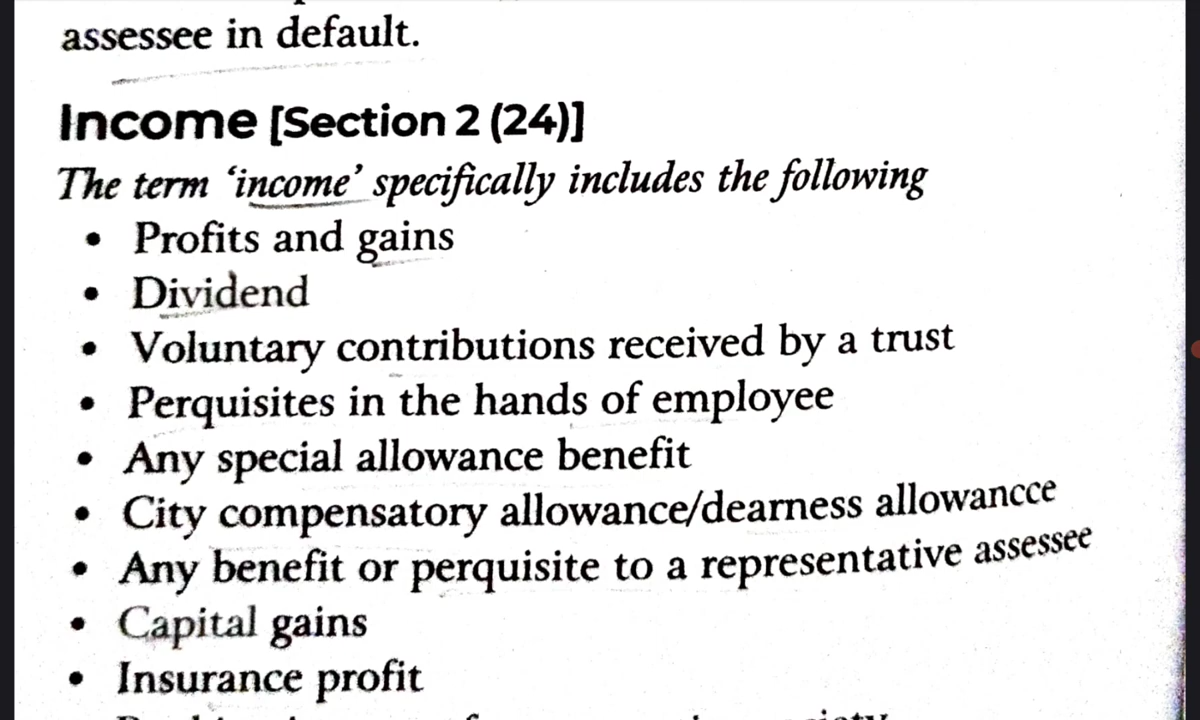 assessee in default.
Income [Section 2 (24)]
The term ‘income’ specifically includes the following
• Profits and gains
• Dividend
• Voluntary contributions received by a trust
• Perquisites in the hands of employee
• Any special allowance benefit
• City compensatory allowance/dearness allowancce
• Any benefit or perquisite to a representative assessee
• Capital gains
• Insurance profit